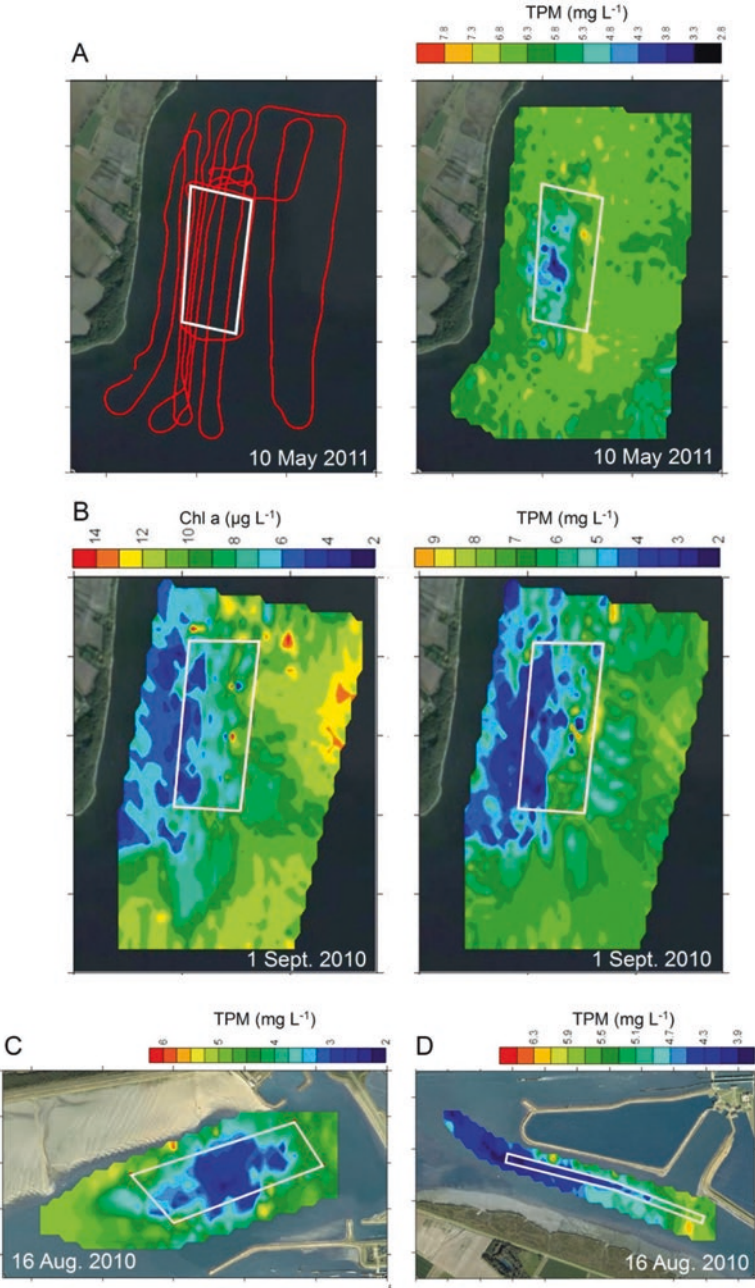 A
TPM (mg L-1)
7.8 7.3 6.8 6.3 5.8 5.3 4.8 4.3 3.8 3.3 2.8
10 May 2011
10 May 2011
B
Chl a (µg L-1)
14 12 10 8 6 4 2
TPM (mg L-1)
9 8 7 6 5 4 3 2
1 Sept. 2010
1 Sept. 2010
C
TPM (mg L-1)
6 5 4 3 2
16 Aug. 2010
D
TPM (mg L-1)
6.3 5.9 5.5 5.1 4.7 4.3 3.9
16 Aug. 2010